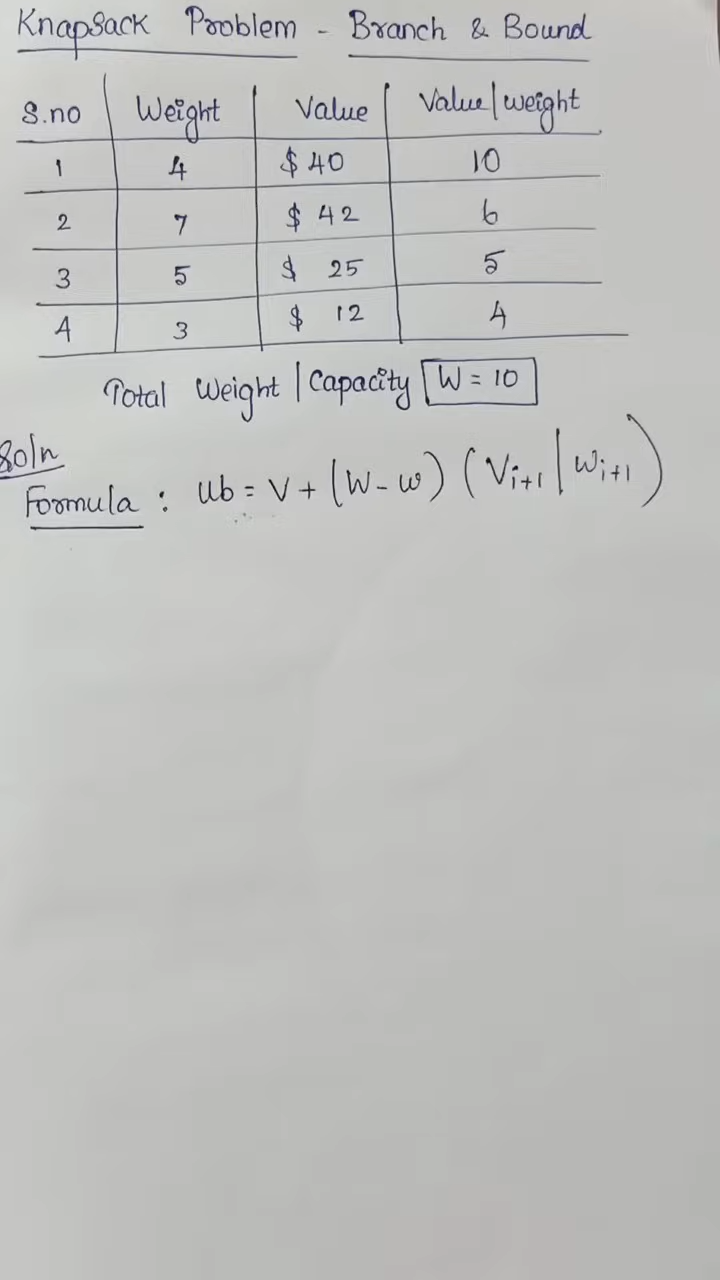 Knapsack Problem - Branch & Bound
S.no Weight Value Value/weight
1 4 $ 40 10
2 7 $ 42 6
3 5 $ 25 5
4 3 $ 12 4
Total Weight | Capacity W = 10
Soln
Formula : ub = V + (W - w) (Vi+1 | wi+1)